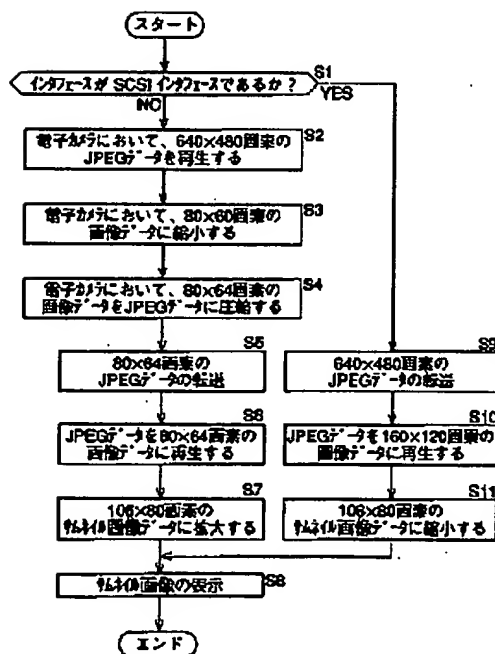 スタート
インタフェースが SCSI インタフェースであるか？
S1
NO
YES
S2
電子カメラにおいて、640×480画素の
JPEGデータを再生する
S3
電子カメラにおいて、80×60画素の
画像データに縮小する
S4
電子カメラにおいて、80×64画素の
画像データをJPEGデータに圧縮する
S5
80×64画素の
JPEGデータの転送
S6
JPEGデータを80×64画素の
画像データに再生する
S7
106×80画素の
サムネイル画像データに拡大する
S9
640×480画素の
JPEGデータの転送
S10
JPEGデータを160×120画素の
画像データに再生する
S11
106×80画素の
サムネイル画像データに縮小する
S8
サムネイル画像の表示
エンド